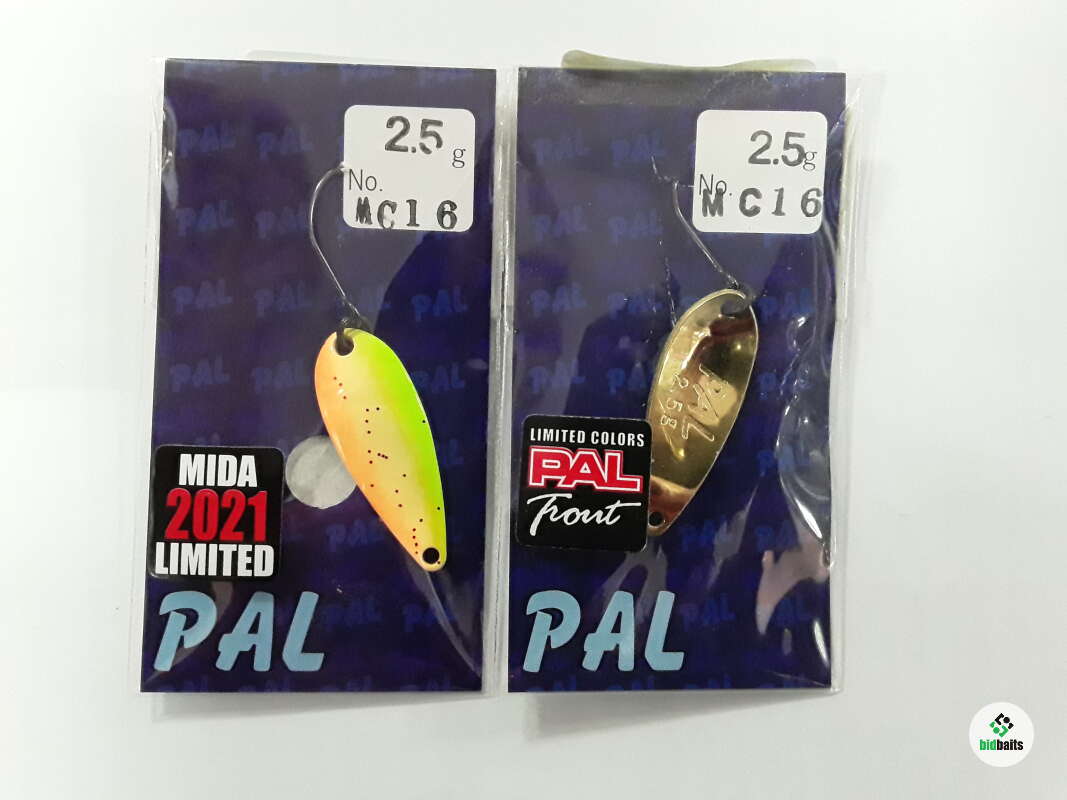 2.5 g
No.
MC16
MIDA
2021
LIMITED
PAL
2.5g
No.
MC16
PAL
2.5g
LIMITED COLORS
PAL
Trout
PAL
bidbaits